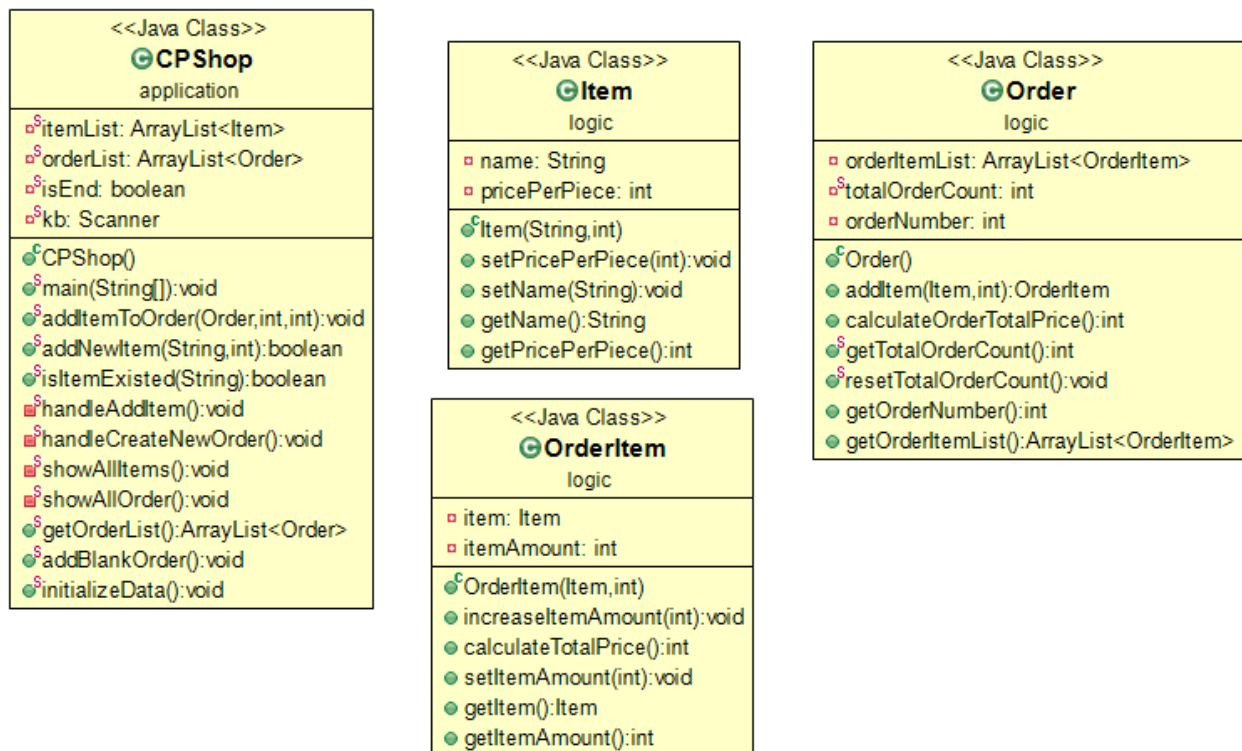 <<Java Class>>
CPShop
application
itemList: ArrayList<Item>
orderList: ArrayList<Order>
isEnd: boolean
kb: Scanner
CPShop()
main(String[]):void
addItemToOrder(Order,int,int):void
addNewItem(String,int):boolean
isItemExisted(String):boolean
handleAddItem():void
handleCreateNewOrder():void
showAllItems():void
showAllOrder():void
getOrderList():ArrayList<Order>
addBlankOrder():void
initializeData():void
<<Java Class>>
Item
logic
name: String
pricePerPiece: int
Item(String,int)
setPricePerPiece(int):void
setName(String):void
getName():String
getPricePerPiece():int
<<Java Class>>
OrderItem
logic
item: Item
itemAmount: int
OrderItem(Item,int)
increaseItemAmount(int):void
calculateTotalPrice():int
setItemAmount(int):void
getItem():Item
getItemAmount():int
<<Java Class>>
Order
logic
orderItemList: ArrayList<OrderItem>
totalOrderCount: int
orderNumber: int
Order()
addItem(Item,int):OrderItem
calculateOrderTotalPrice():int
getTotalOrderCount():int
resetTotalOrderCount():void
getOrderNumber():int
getOrderItemList():ArrayList<OrderItem>